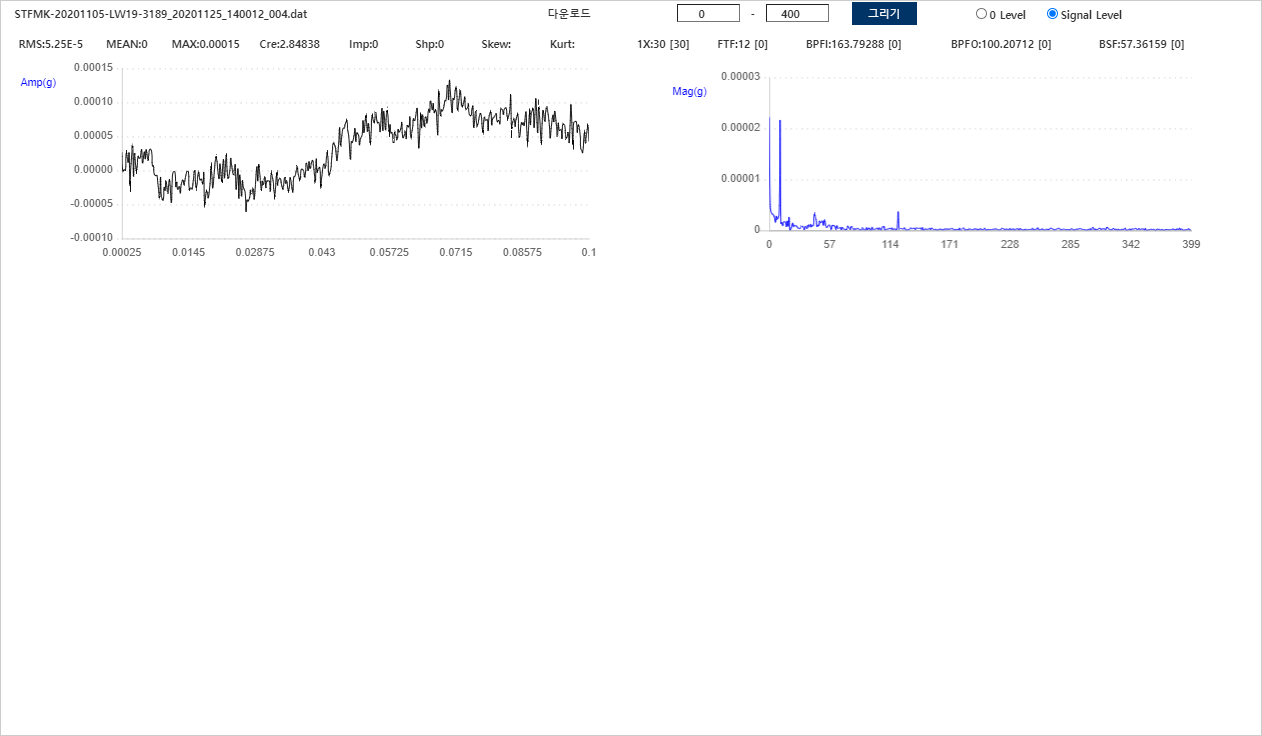 STFMK-20201105-LW19-3189_20201125_140012_004.dat 다운로드 0 - 400 그리기 0 Level Signal Level
RMS:5.25E-5 MEAN:0 MAX:0.00015 Cre:2.84838 Imp:0 Shp:0 Skew: Kurt: 1X:30 [30] FTF:12 [0] BPFI:163.79288 [0] BPFO:100.20712 [0] BSF:57.36159 [0]
Amp(g)
0.00015
0.00010
0.00005
0.00000
-0.00005
-0.00010
0.00025 0.0145 0.02875 0.043 0.05725 0.0715 0.08575 0.1
Mag(g)
0.00003
0.00002
0.00001
0
0 57 114 171 228 285 342 399